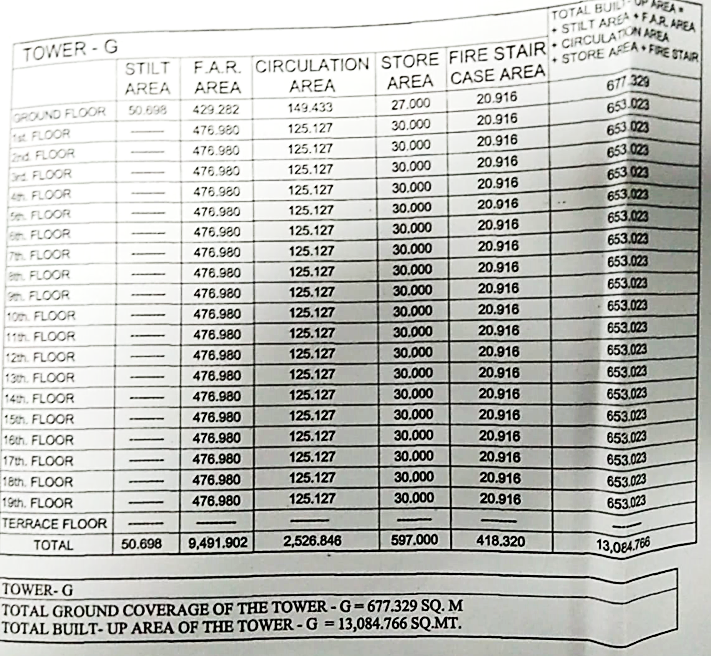 TOWER - G
STILT AREA | F.A.R. AREA | CIRCULATION AREA | STORE AREA | FIRE STAIR CASE AREA | TOTAL BUILT- UP AREA = + STILT AREA + F.A.R. AREA + CIRCULATION AREA + STORE AREA + FIRE STAIR
GROUND FLOOR 50.698 429.282 149.433 27.000 20.916 677.329
1st. FLOOR ------ 476.980 125.127 30.000 20.916 653.023
2nd. FLOOR ------ 476.980 125.127 30.000 20.916 653.023
3rd. FLOOR ------ 476.980 125.127 30.000 20.916 653.023
4th. FLOOR ------ 476.980 125.127 30.000 20.916 653.023
5th. FLOOR ------ 476.980 125.127 30.000 20.916 653.023
6th. FLOOR ------ 476.980 125.127 30.000 20.916 653.023
7th. FLOOR ------ 476.980 125.127 30.000 20.916 653.023
8th. FLOOR ------ 476.980 125.127 30.000 20.916 653.023
9th. FLOOR ------ 476.980 125.127 30.000 20.916 653.023
10th. FLOOR ------ 476.980 125.127 30.000 20.916 653.023
11th. FLOOR ------ 476.980 125.127 30.000 20.916 653.023
12th. FLOOR ------ 476.980 125.127 30.000 20.916 653.023
13th. FLOOR ------ 476.980 125.127 30.000 20.916 653.023
14th. FLOOR ------ 476.980 125.127 30.000 20.916 653.023
15th. FLOOR ------ 476.980 125.127 30.000 20.916 653.023
16th. FLOOR ------ 476.980 125.127 30.000 20.916 653.023
17th. FLOOR ------ 476.980 125.127 30.000 20.916 653.023
18th. FLOOR ------ 476.980 125.127 30.000 20.916 653.023
19th. FLOOR ------ 476.980 125.127 30.000 20.916 653.023
TERRACE FLOOR ------ ------ ------ ------ ------ ------
TOTAL 50.698 9,491.902 2,526.846 597.000 418.320 13,084.766
TOWER- G
TOTAL GROUND COVERAGE OF THE TOWER - G = 677.329 SQ. M
TOTAL BUILT- UP AREA OF THE TOWER - G = 13,084.766 SQ.MT.